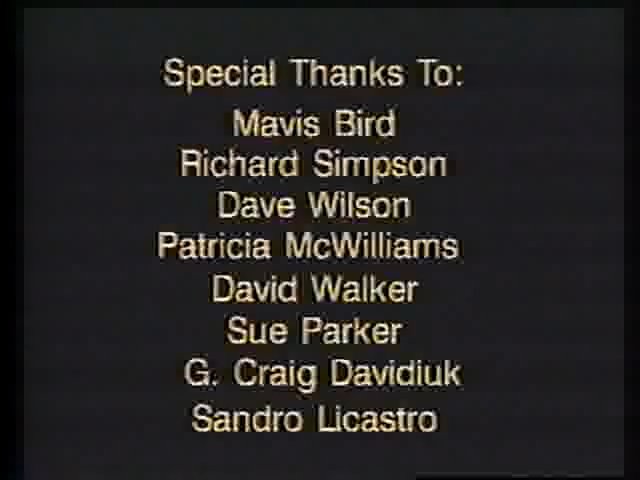 Special Thanks To:
Mavis Bird
Richard Simpson
Dave Wilson
Patricia McWilliams
David Walker
Sue Parker
G. Craig Davidiuk
Sandro Licastro